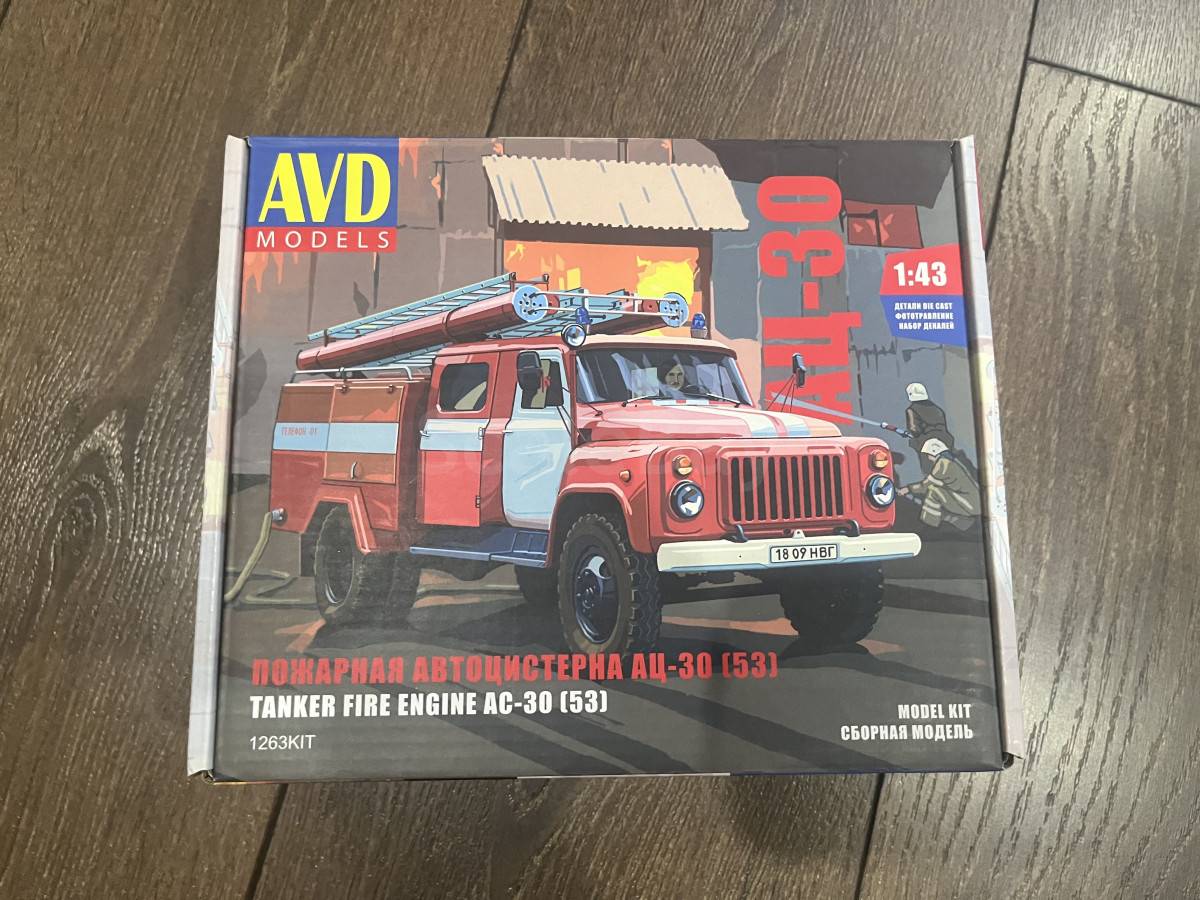 AVD
MODELS
АЦ-30
1:43
ДЕТАЛИ DIE CAST
ФОТОТРАВЛЕНИЕ
НАБОР ДЕКАЛЕЙ
ТЕЛЕФОН 01
18 09 НВГ
ПОЖАРНАЯ АВТОЦИСТЕРНА АЦ-30 (53)
TANKER FIRE ENGINE AC-30 (53)
1263KIT
MODEL KIT
СБОРНАЯ МОДЕЛЬ